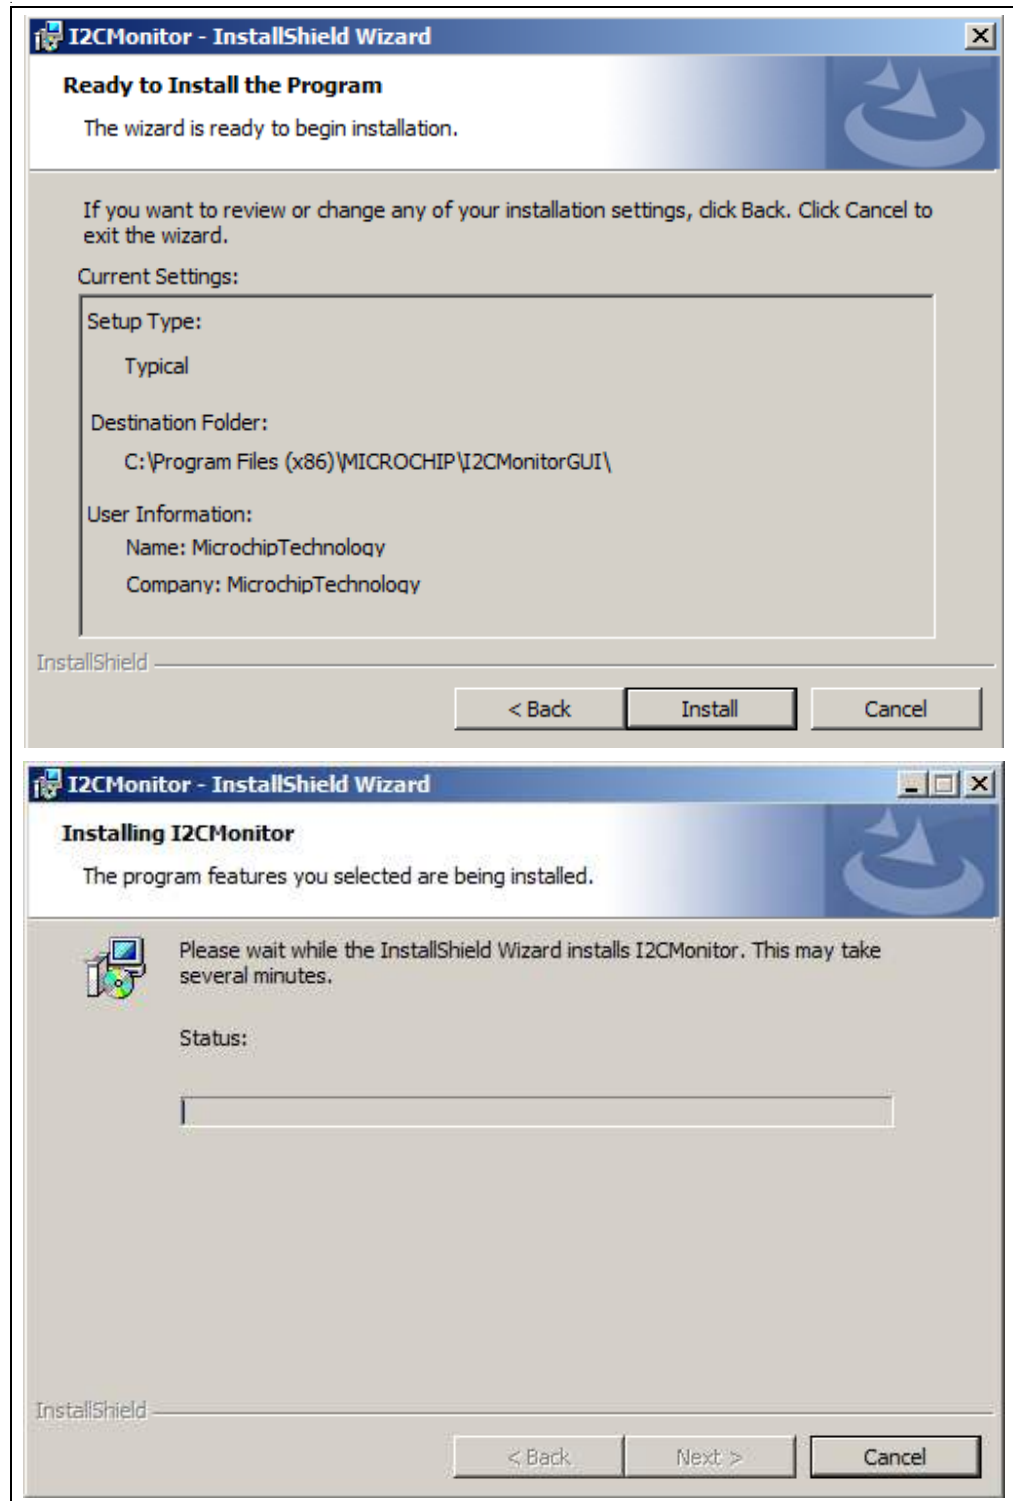 I2CMonitor - InstallShield Wizard
Ready to Install the Program
The wizard is ready to begin installation.
If you want to review or change any of your installation settings, click Back. Click Cancel to
exit the wizard.
Current Settings:
Setup Type:
Typical
Destination Folder:
C:\Program Files (x86)\MICROCHIP\I2CMonitorGUI\
User Information:
Name: MicrochipTechnology
Company: MicrochipTechnology
InstallShield
< Back
Install
Cancel
I2CMonitor - InstallShield Wizard
Installing I2CMonitor
The program features you selected are being installed.
Please wait while the InstallShield Wizard installs I2CMonitor. This may take
several minutes.
Status:
InstallShield
< Back
Next >
Cancel